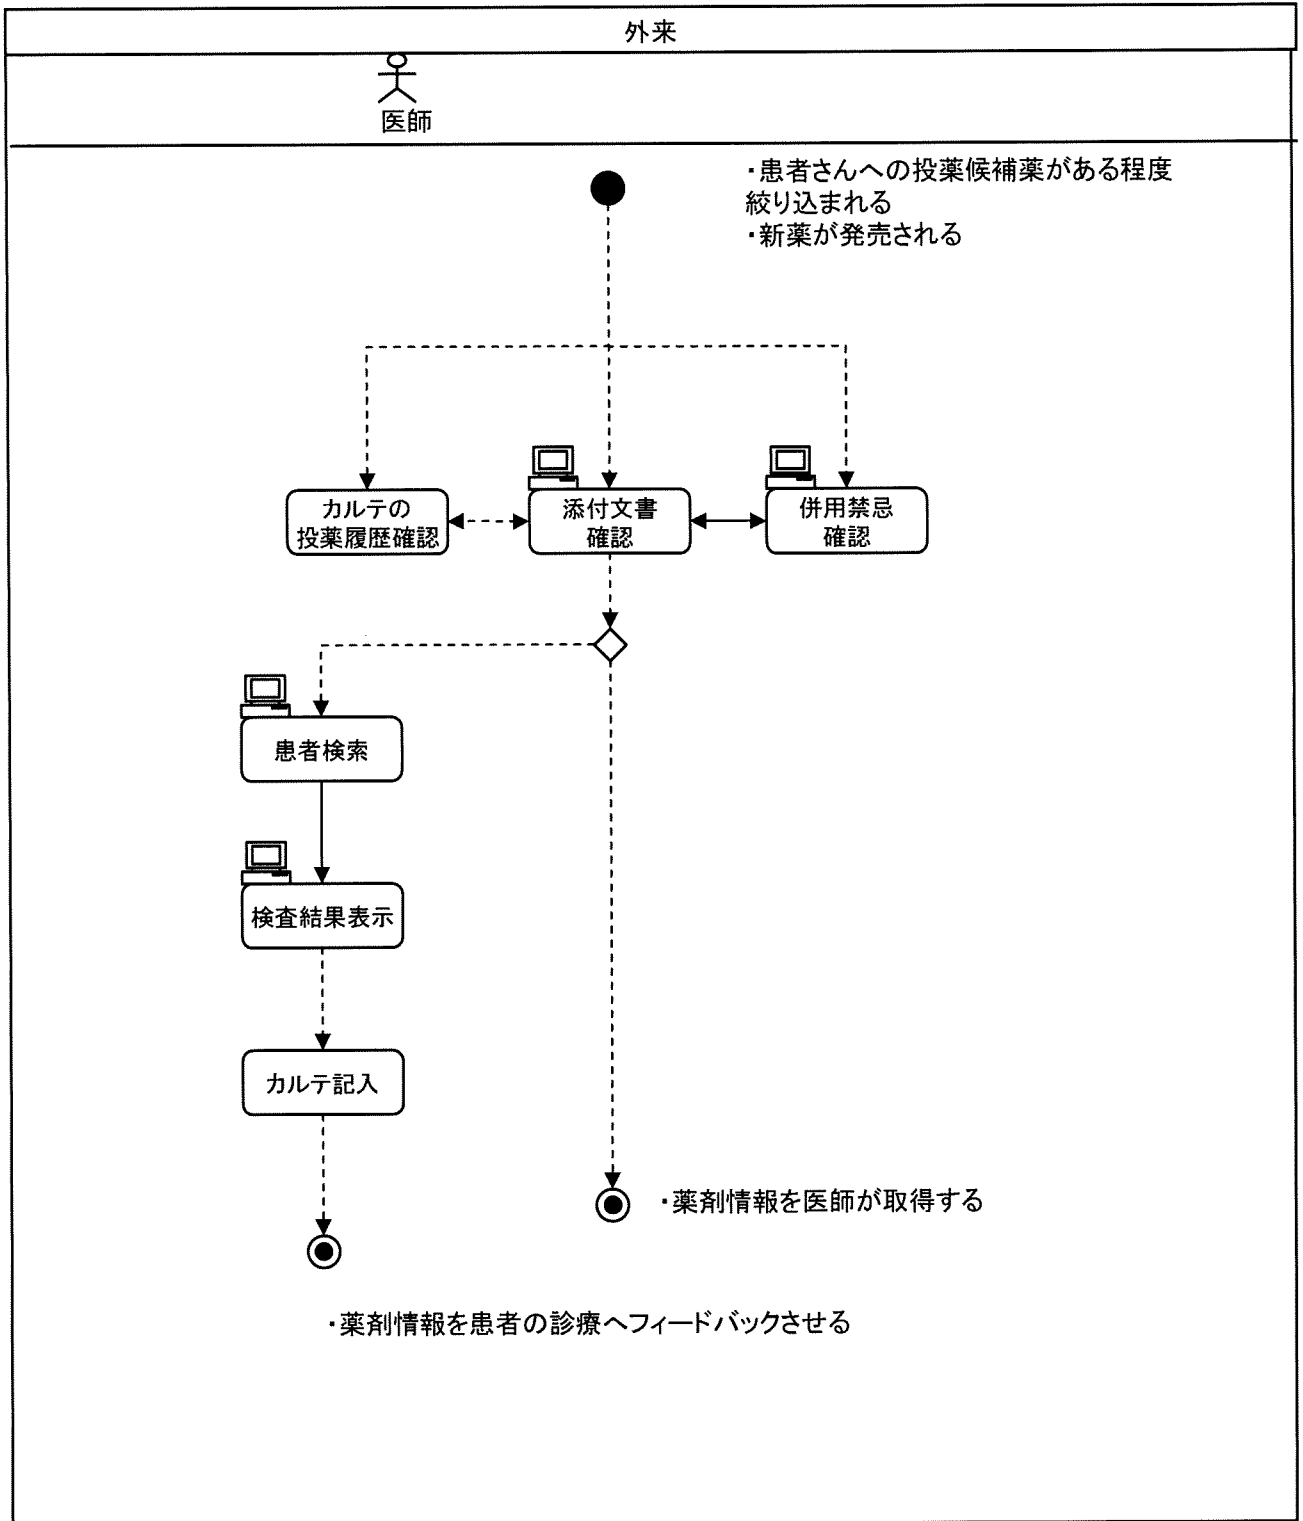 外来
医師
・患者さんへの投薬候補薬がある程度
絞り込まれる
・新薬が発売される
カルテの
投薬履歴確認
添付文書
確認
併用禁忌
確認
患者検索
検査結果表示
カルテ記入
・薬剤情報を医師が取得する
・薬剤情報を患者の診療へフィードバックさせる